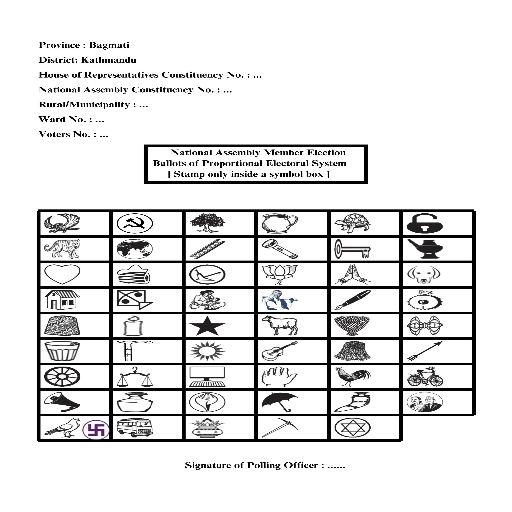 Province : Bagmati
District: Kathmandu
House of Representatives Constituency No. : ...
National Assembly Constituency No. : ...
Rural/Municipality : ...
Ward No. : ...
Voters No. : ...
National Assembly Member Election
Ballots of Proportional Electoral System
[ Stamp only inside a symbol box ]
Signature of Polling Officer : ......